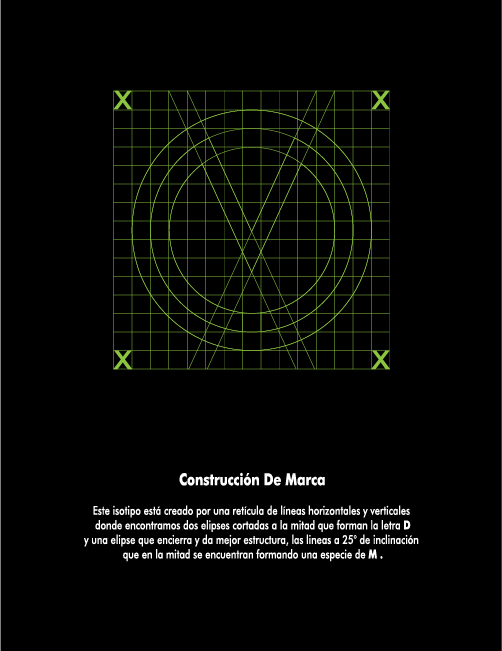 X X
X X
Construcción De Marca
Este isotipo está creado por una retícula de líneas horizontales y verticales
donde encontramos dos elipses cortadas a la mitad que forman la letra D
y una elipse que encierra y da mejor estructura, las lineas a 25° de inclinación
que en la mitad se encuentran formando una especie de M .